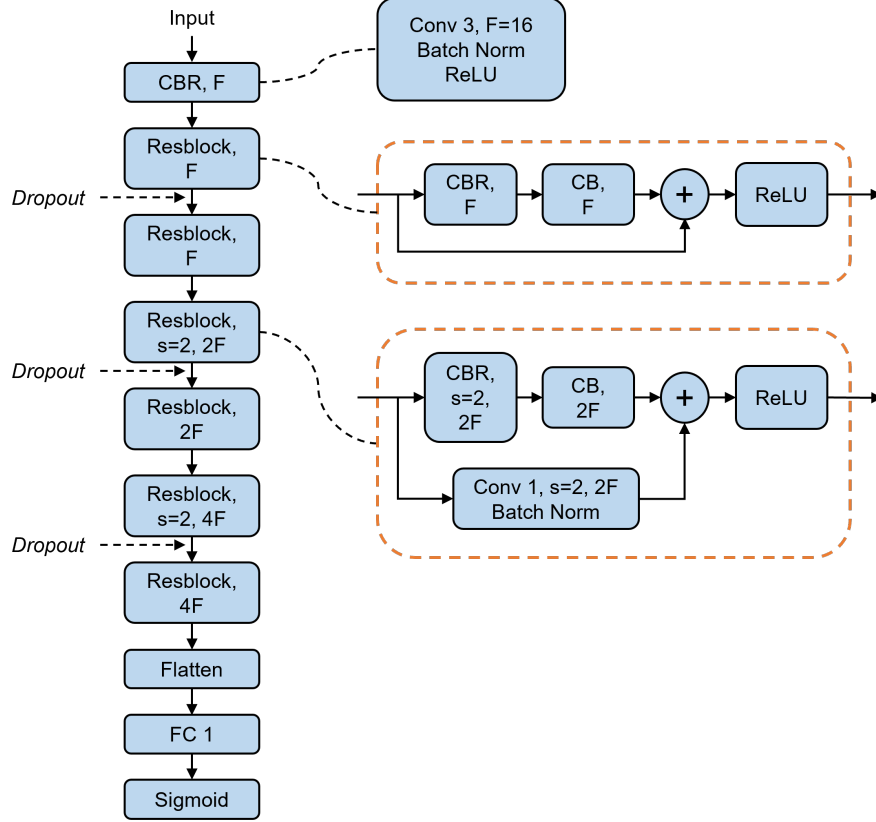 Input
CBR, F
Resblock,
F
Dropout
Resblock,
F
Resblock,
s=2, 2F
Dropout
Resblock,
2F
Resblock,
s=2, 4F
Dropout
Resblock,
4F
Flatten
FC 1
Sigmoid
Conv 3, F=16
Batch Norm
ReLU
CBR,
F
CB,
F
+
ReLU
CBR,
s=2,
2F
CB,
2F
+
ReLU
Conv 1, s=2, 2F
Batch Norm